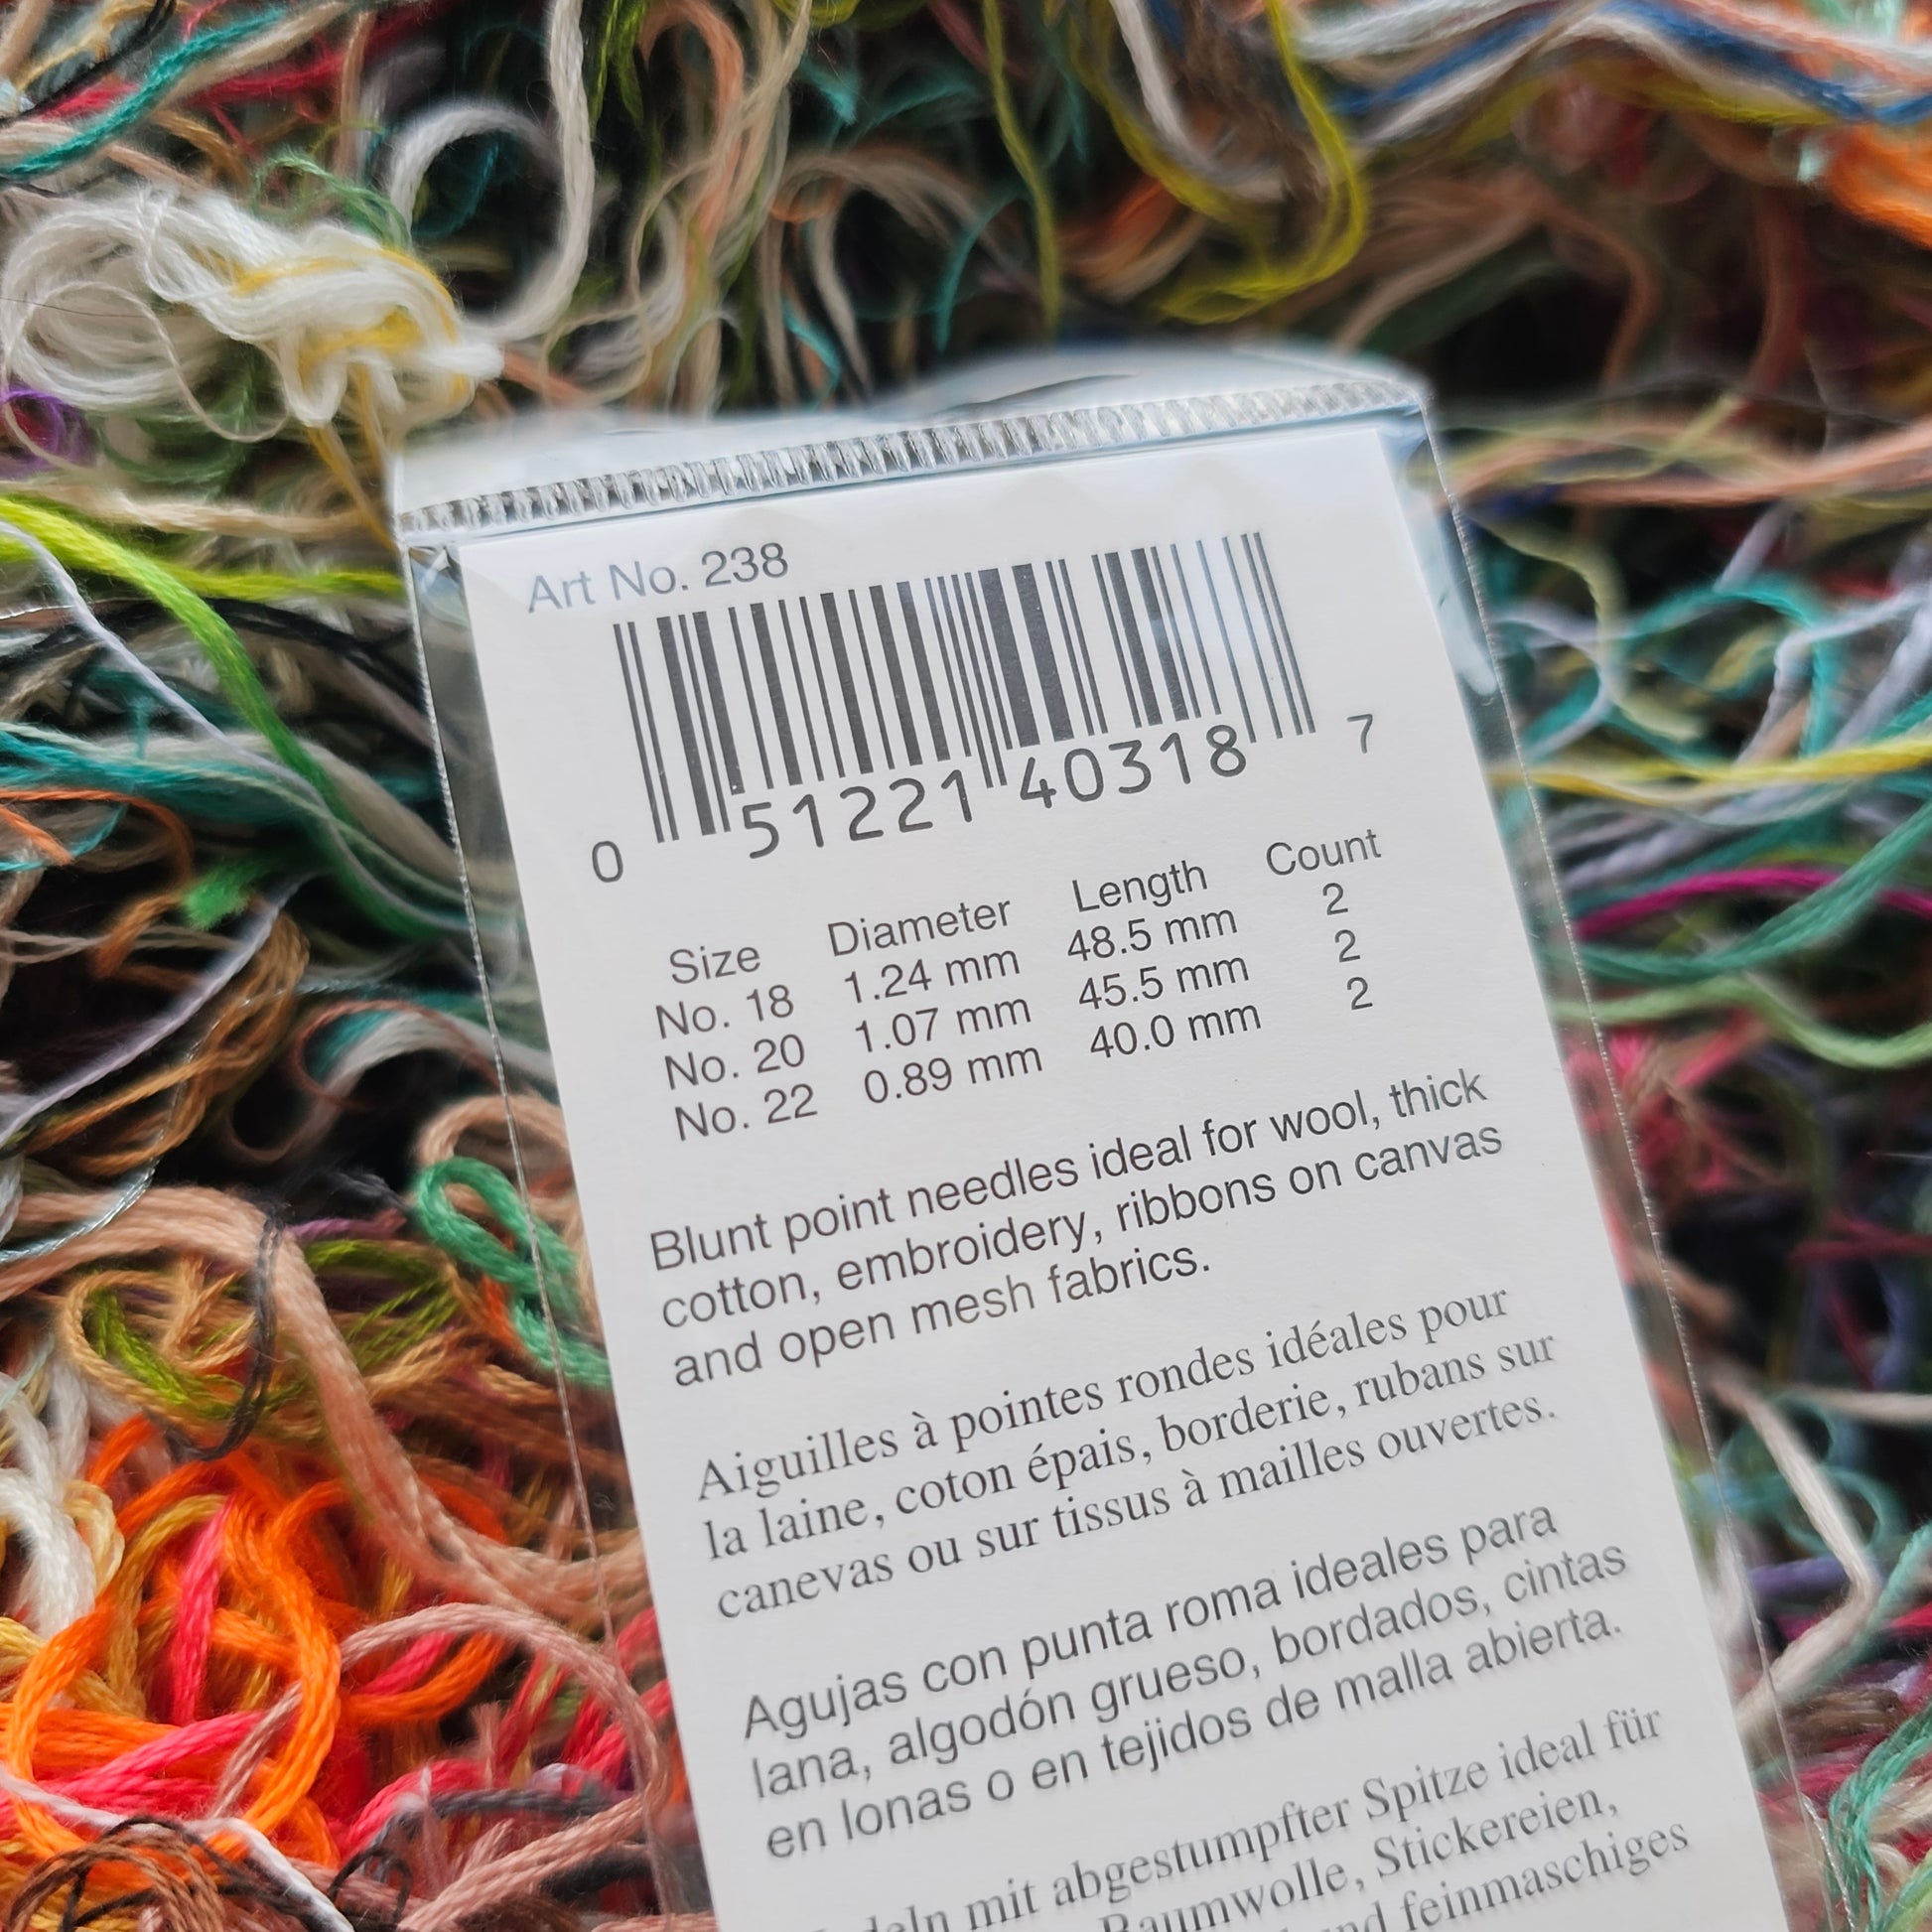 Art No. 238
0 51221 40318 7
Size Diameter Length Count
No. 18 1.24 mm 48.5 mm 2
No. 20 1.07 mm 45.5 mm 2
No. 22 0.89 mm 40.0 mm 2
Blunt point needles ideal for wool, thick
cotton, embroidery, ribbons on canvas
and open mesh fabrics.
Aiguilles à pointes rondes idéales pour
la laine, coton épais, borderie, rubans sur
canevas ou sur tissus à mailles ouvertes.
Agujas con punta roma ideales para
lana, algodón grueso, bordados, cintas
en lonas o en tejidos de malla abierta.
mit abgestumpfter Spitze ideal für
Baumwolle, Stickereien,
feinmaschiges